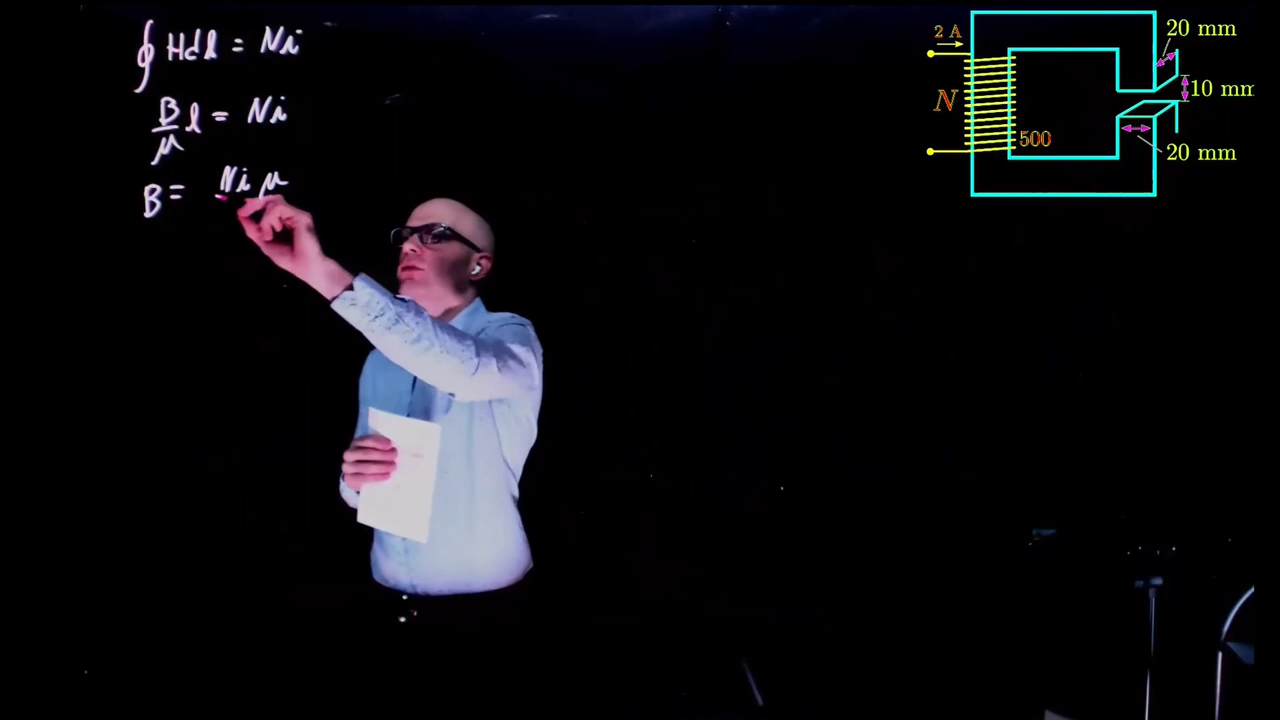 ∮ Hdl = Ni
B/μ l = Ni
B = Ni μ
2 A
N
500
20 mm
10 mm
20 mm